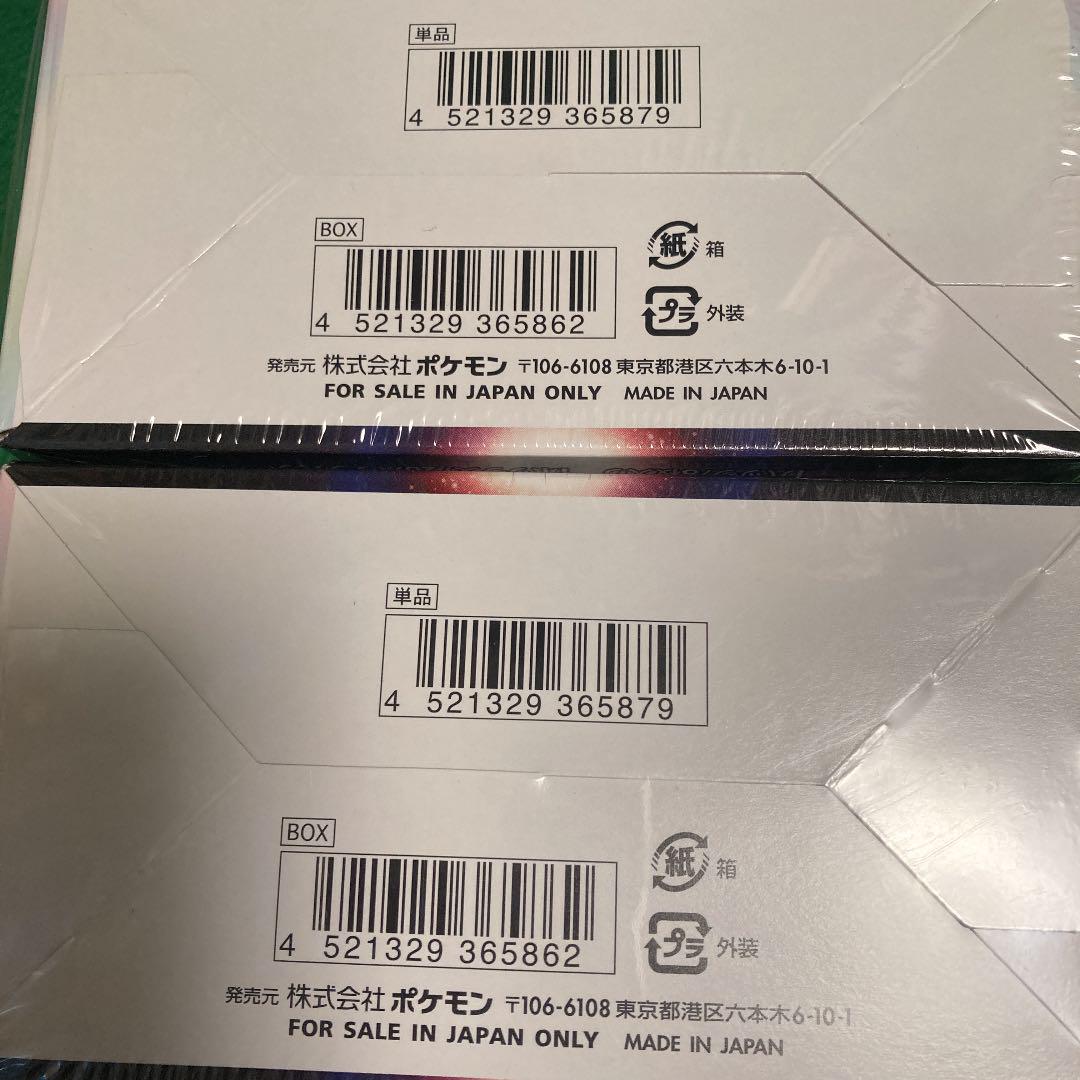 単品
4 521329 365879
BOX
4 521329 365862
紙 箱
プラ 外装
発売元 株式会社 ポケモン 〒106-6108 東京都港区六本木6-10-1
FOR SALE IN JAPAN ONLY MADE IN JAPAN
単品
4 521329 365879
BOX
4 521329 365862
紙 箱
プラ 外装
発売元 株式会社 ポケモン 〒106-6108 東京都港区六本木6-10-1
FOR SALE IN JAPAN ONLY MADE IN JAPAN